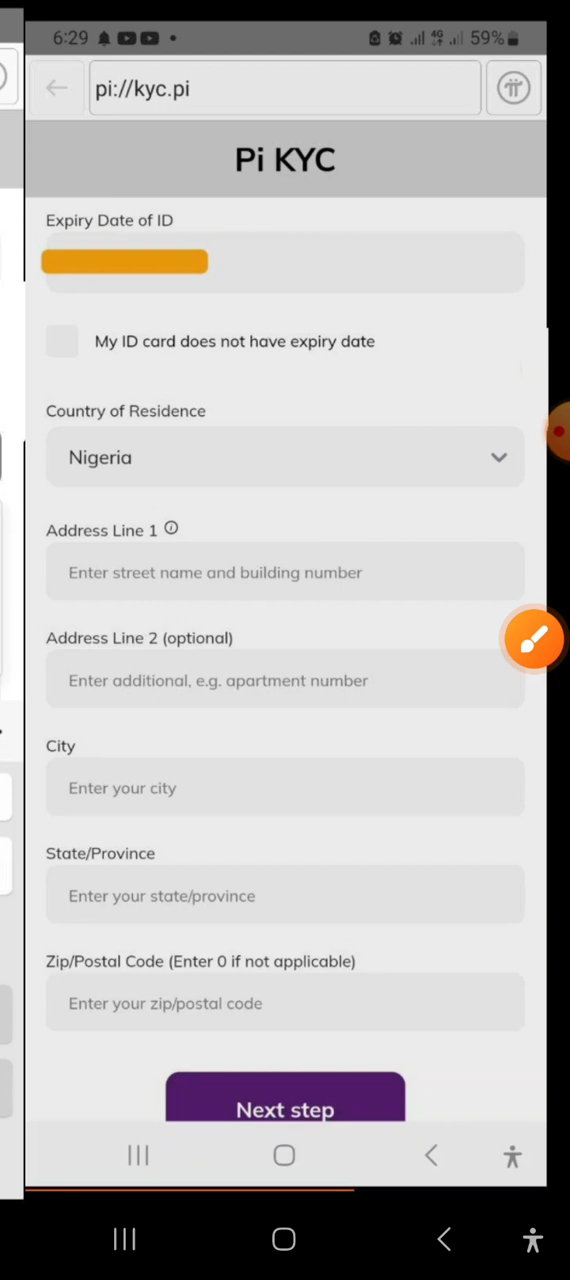 6:29 4G 59%
pi://kyc.pi
Pi KYC
Expiry Date of ID
My ID card does not have expiry date
Country of Residence
Nigeria
Address Line 1
Enter street name and building number
Address Line 2 (optional)
Enter additional, e.g. apartment number
City
Enter your city
State/Province
Enter your state/province
Zip/Postal Code (Enter 0 if not applicable)
Enter your zip/postal code
Next step